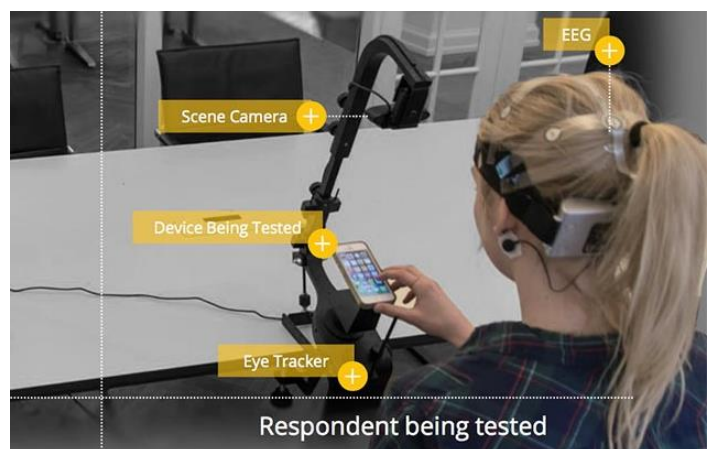 EEG
Scene Camera
Device Being Tested
Eye Tracker
Respondent being tested